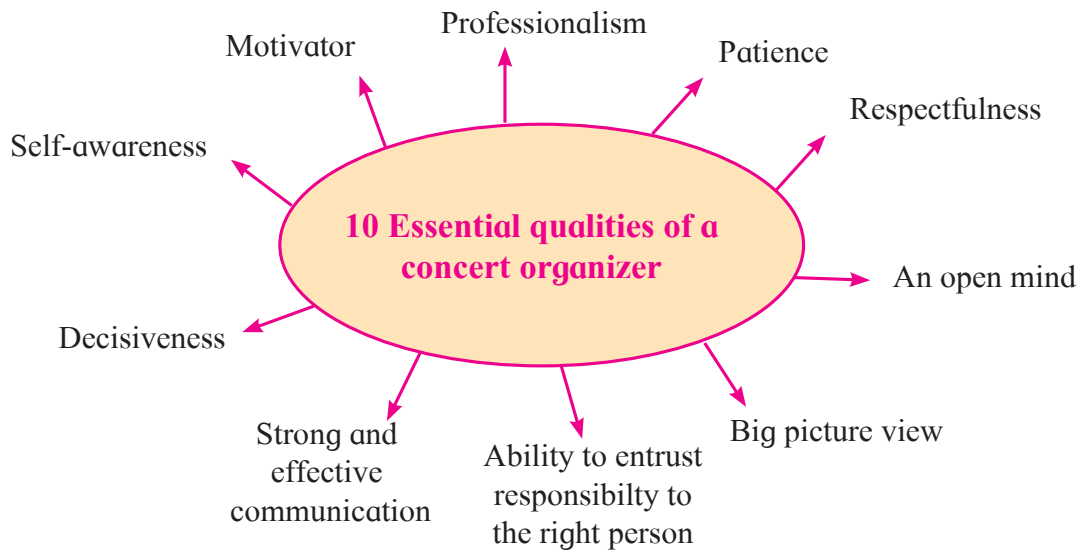 Professionalism
Motivator
Patience
Respectfulness
Self-awareness
10 Essential qualities of a
concert organizer
An open mind
Decisiveness
Big picture view
Strong and
effective
communication
Ability to entrust
responsibilty to
the right person